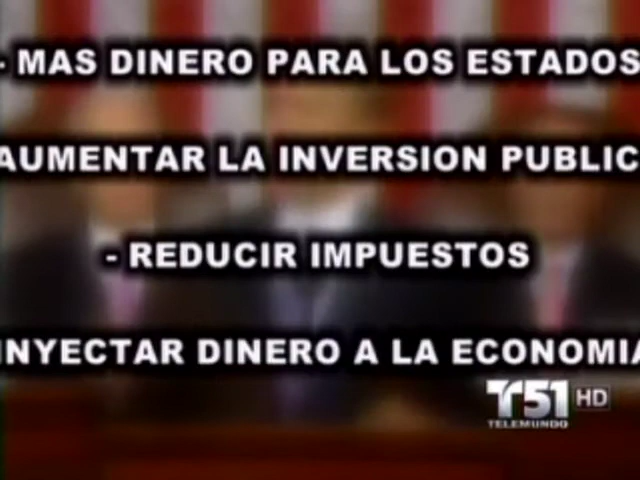 - MAS DINERO PARA LOS ESTADOS
AUMENTAR LA INVERSION PUBLIC
- REDUCIR IMPUESTOS
INYECTAR DINERO A LA ECONOMIA
T51 HD
TELEMUNDO